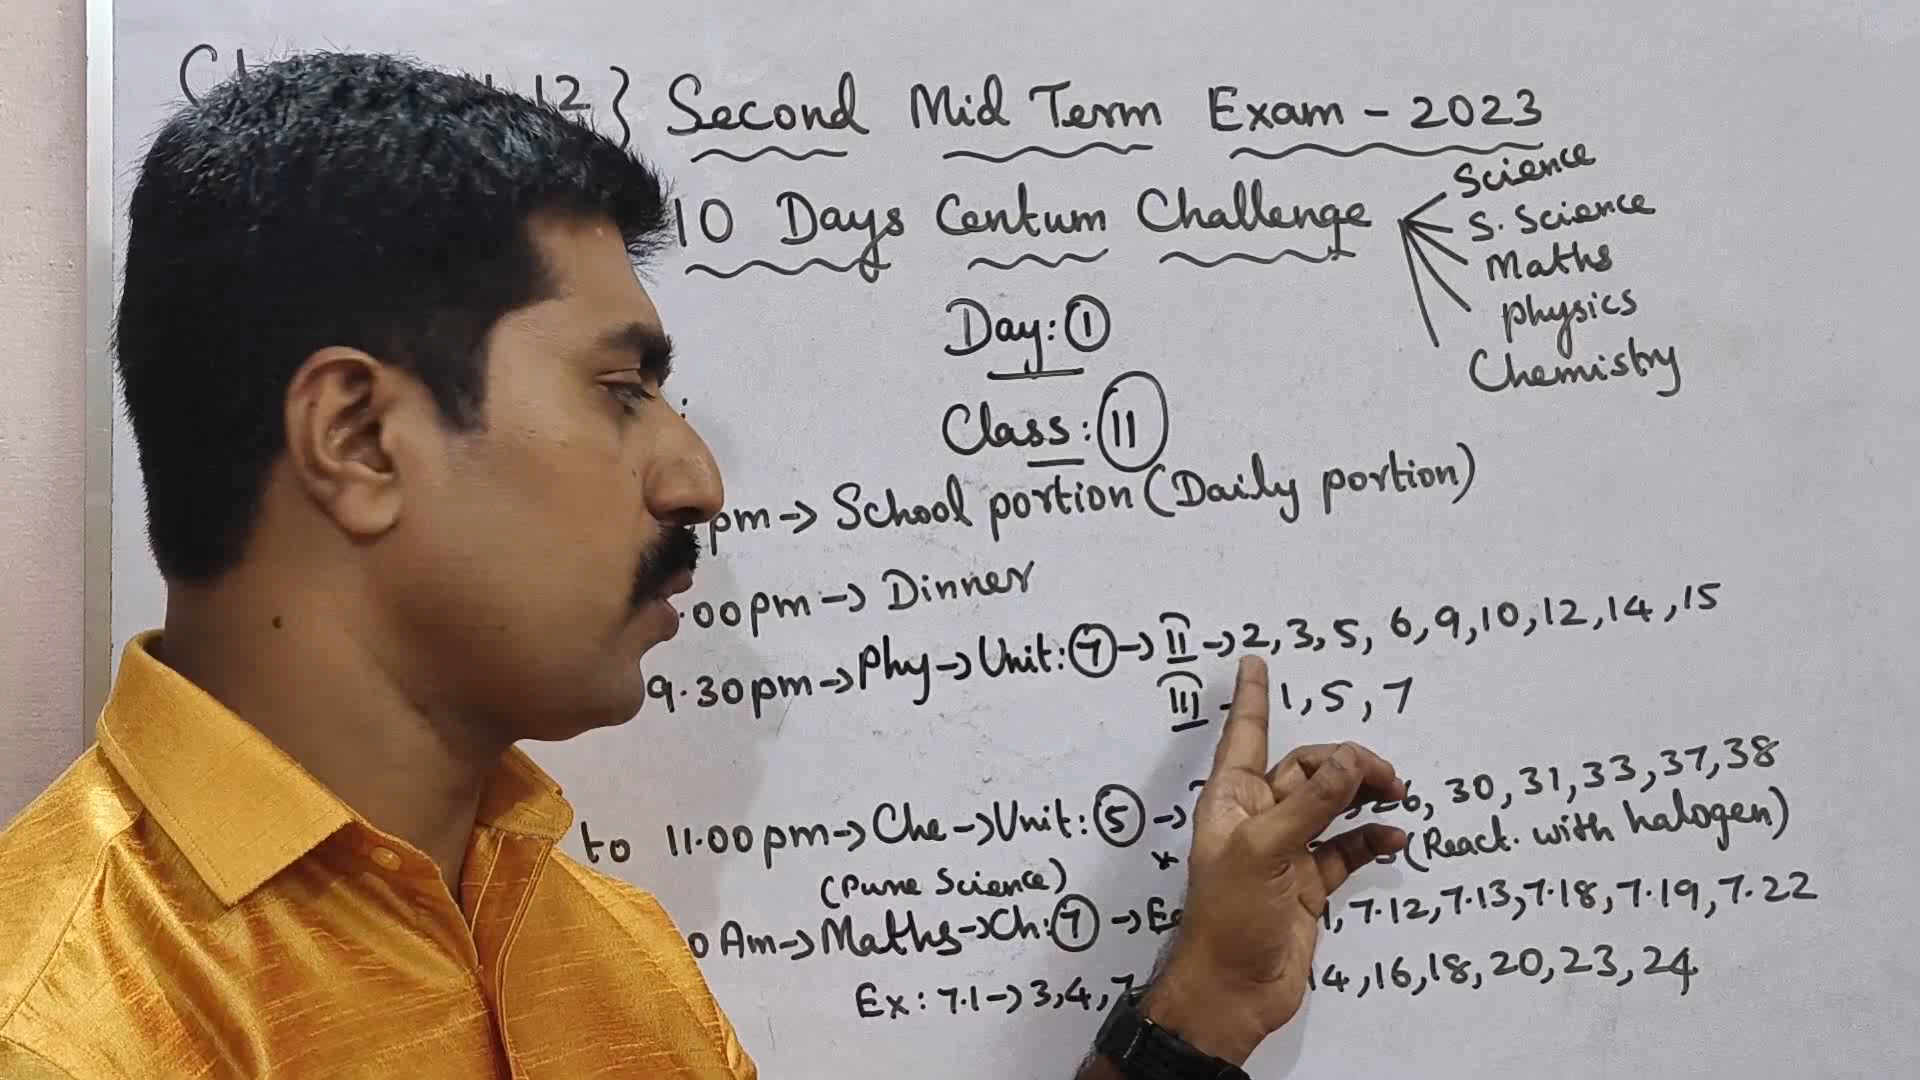 12} Second Mid Term Exam - 2023
10 Days Centum Challenge
Science
S. Science
Maths
Physics
Chemistry
Day: 1
Class: 11
pm → School portion (Daily portion)
.00pm → Dinner
9.30pm → Phy → Unit: 7 → II → 2, 3, 5, 6, 9, 10, 12, 14, 15
III 1, 5, 7
to 11.00pm → Che → Unit: 5 → 26, 30, 31, 33, 37, 38
(Pure Science) * (React. with halogen)
0 Am → Maths → Ch: 7 → 7.12, 7.13, 7.18, 7.19, 7.22
Ex: 7.1 → 3, 4, 14, 16, 18, 20, 23, 24